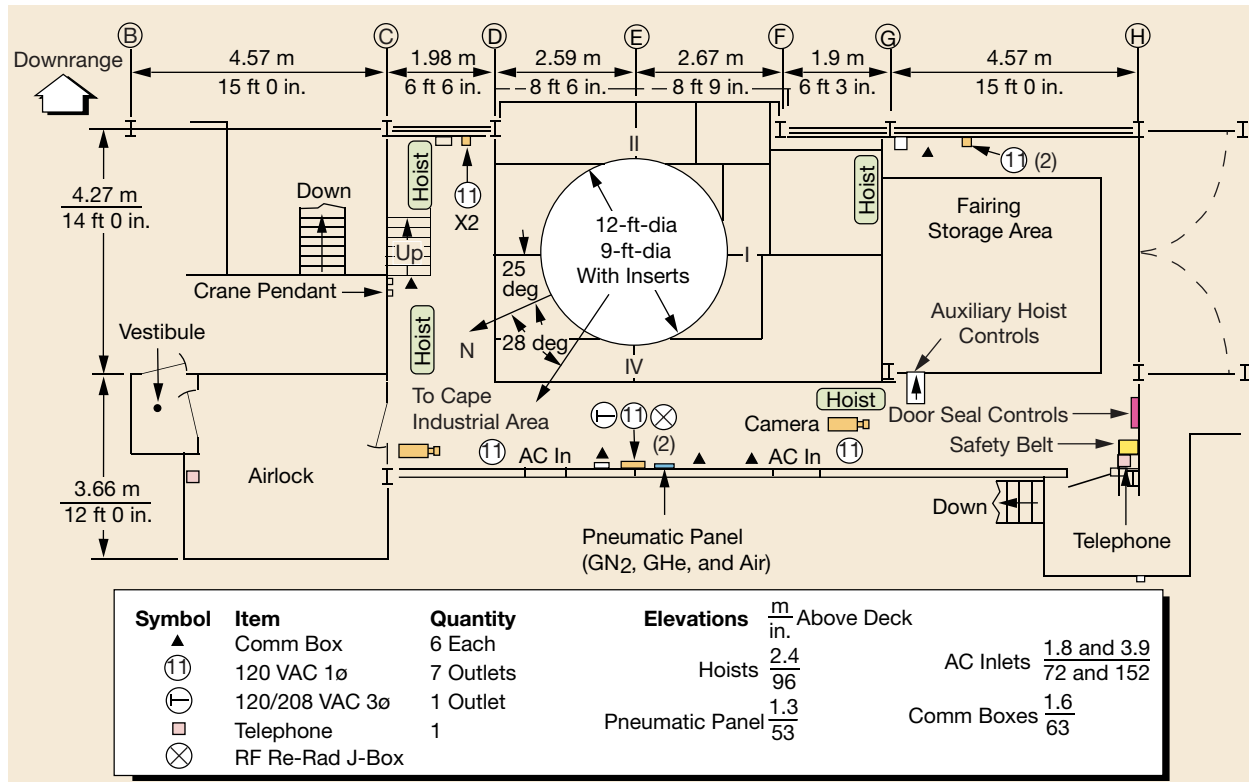 B C D E F G H
Downrange
4.57 m 1.98 m 2.59 m 2.67 m 1.9 m 4.57 m
15 ft 0 in. 6 ft 6 in. 8 ft 6 in. 8 ft 9 in. 6 ft 3 in. 15 ft 0 in.
II
Hoist
Hoist
11
11 (2)
X2
4.27 m
14 ft 0 in.
Down
Up
12-ft-dia
9-ft-dia
With Inserts
I
Fairing
Storage Area
25
deg
Crane Pendant
Auxiliary Hoist
Controls
Vestibule
Hoist
N
28 deg
IV
To Cape
Industrial Area
Hoist
11
(2)
Camera
Door Seal Controls
Safety Belt
11
AC In
AC In
11
3.66 m
12 ft 0 in.
Airlock
Down
Pneumatic Panel
(GN2, GHe, and Air)
Telephone
Symbol Item Quantity
Comm Box 6 Each
11 120 VAC 1ø 7 Outlets
120/208 VAC 3ø 1 Outlet
Telephone 1
RF Re-Rad J-Box
Elevations m
in. Above Deck
Hoists 2.4
96
Pneumatic Panel 1.3
53
AC Inlets 1.8 and 3.9
72 and 152
Comm Boxes 1.6
63